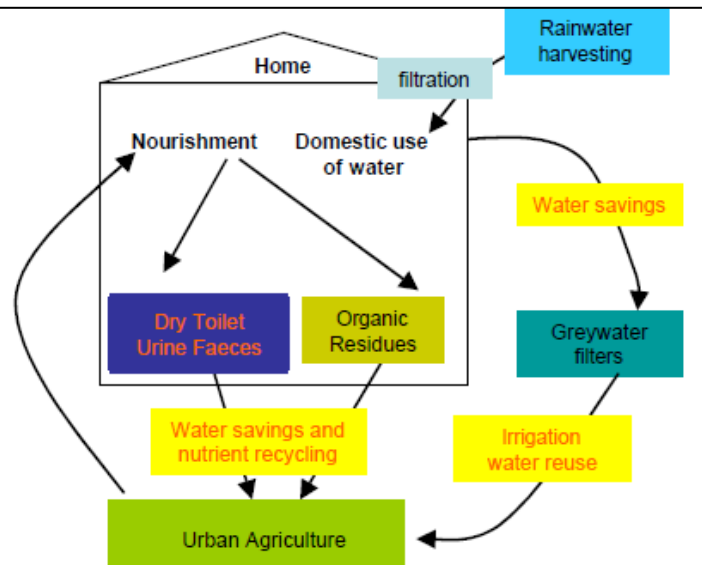 Rainwater
harvesting
Home
filtration
Nourishment
Domestic use
of water
Water savings
Dry Toilet
Urine Faeces
Organic
Residues
Greywater
filters
Water savings and
nutrient recycling
Irrigation
water reuse
Urban Agriculture